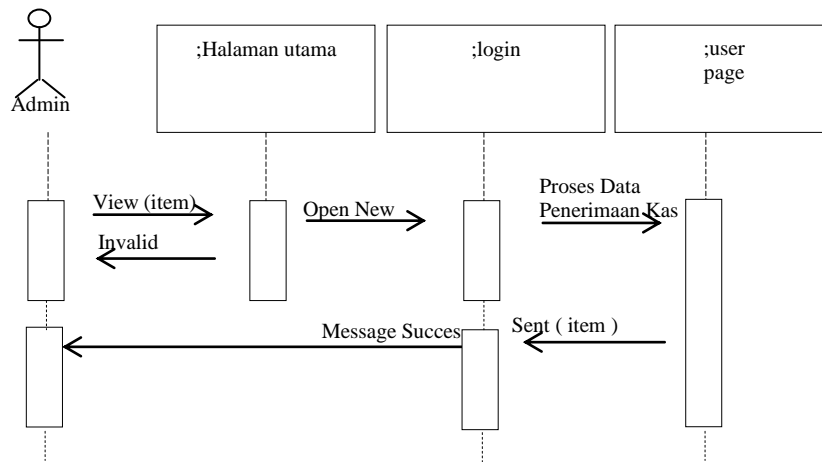 ;Halaman utama
;login
;user
page
Admin
View (item)
Open New
Proses Data
Penerimaan Kas
Invalid
Message Succes
Sent ( item )